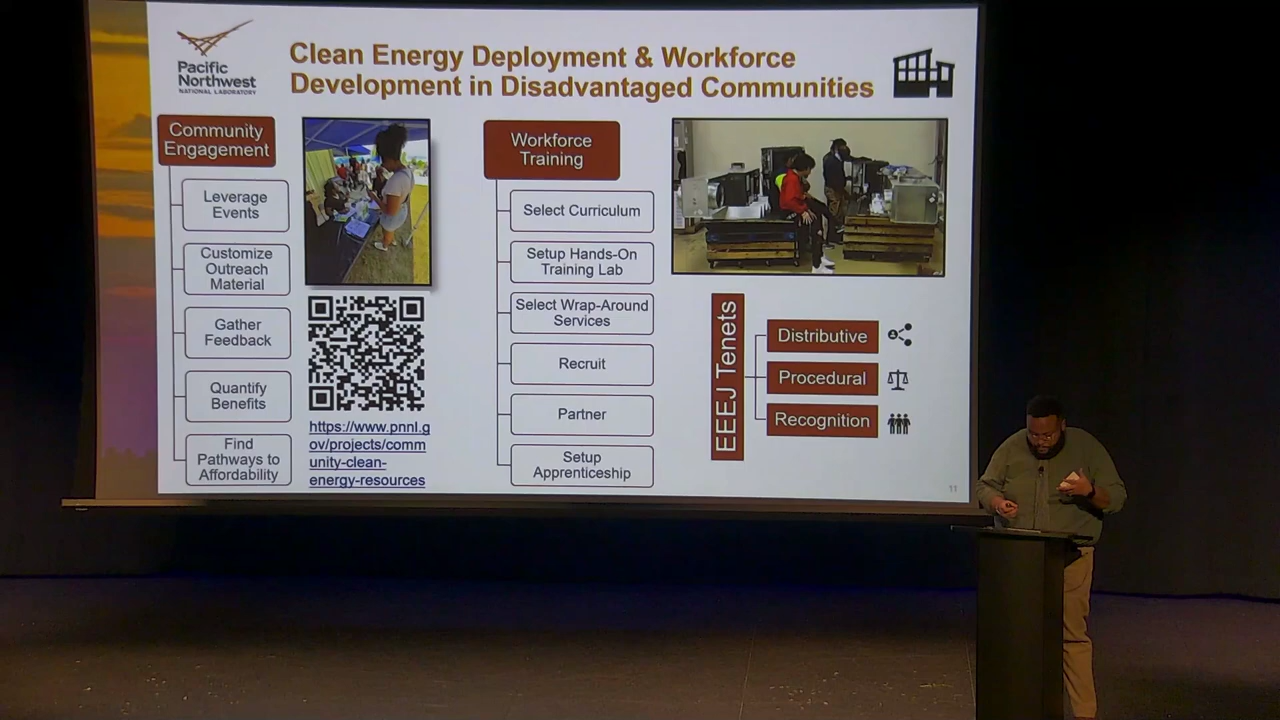 Pacific
Northwest
NATIONAL LABORATORY
Clean Energy Deployment & Workforce
Development in Disadvantaged Communities
Community
Engagement
Leverage
Events
Customize
Outreach
Material
Gather
Feedback
Quantify
Benefits
Find
Pathways to
Affordability
https://www.pnnl.g
ov/projects/comm
unity-clean-
energy-resources
Workforce
Training
Select Curriculum
Setup Hands-On
Training Lab
Select Wrap-Around
Services
Recruit
Partner
Setup
Apprenticeship
EEEJ Tenets
Distributive
Procedural
Recognition
11